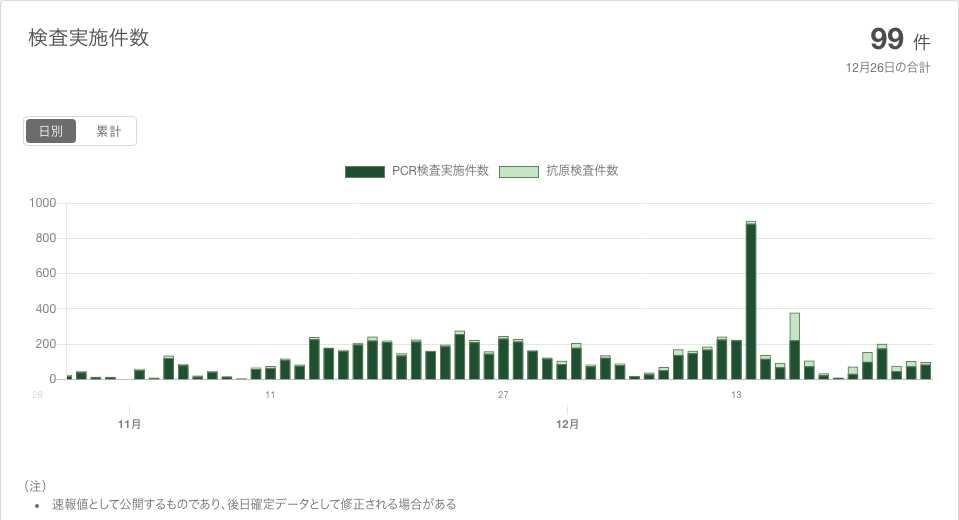 検査実施件数
99 件
12月26日の合計
日別 累計
PCR検査実施件数 抗原検査件数
1000
800
600
400
200
0
26 11 27 13
11月 12月
（注）
• 速報値として公開するものであり、後日確定データとして修正される場合がある